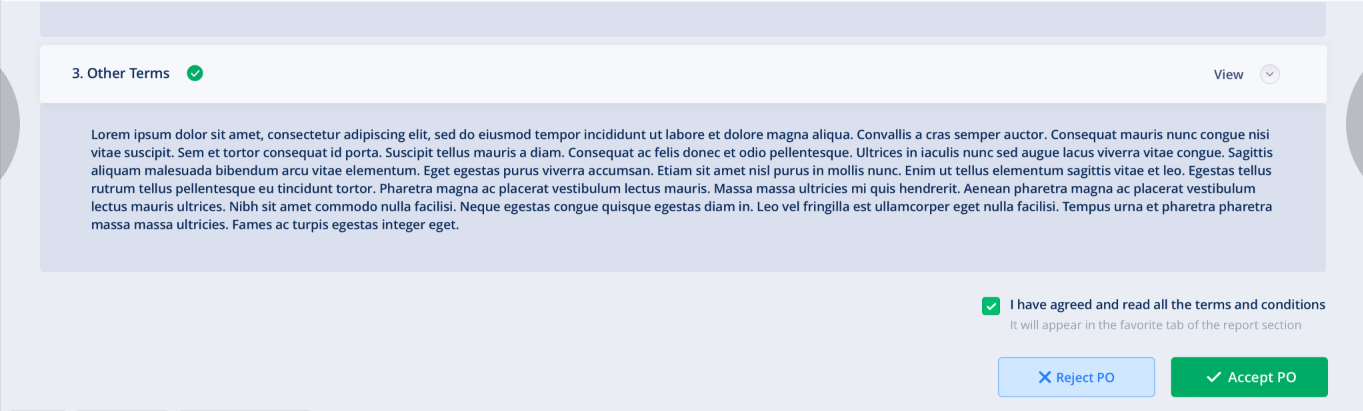 3. Other Terms
View
Lorem ipsum dolor sit amet, consectetur adipiscing elit, sed do eiusmod tempor incididunt ut labore et dolore magna aliqua. Convallis a cras semper auctor. Consequat mauris nunc congue nisi
vitae suscipit. Sem et tortor consequat id porta. Suscipit tellus mauris a diam. Consequat ac felis donec et odio pellentesque. Ultrices in iaculis nunc sed augue lacus viverra vitae congue. Sagittis
aliquam malesuada bibendum arcu vitae elementum. Eget egestas purus viverra accumsan. Etiam sit amet nisl purus in mollis nunc. Enim ut tellus elementum sagittis vitae et leo. Egestas tellus
rutrum tellus pellentesque eu tincidunt tortor. Pharetra magna ac placerat vestibulum lectus mauris. Massa massa ultricies mi quis hendrerit. Aenean pharetra magna ac placerat vestibulum
lectus mauris ultrices. Nibh sit amet commodo nulla facilisi. Neque egestas congue quisque egestas diam in. Leo vel fringilla est ullamcorper eget nulla facilisi. Tempus urna et pharetra pharetra
massa massa ultricies. Fames ac turpis egestas integer eget.
I have agreed and read all the terms and conditions
It will appear in the favorite tab of the report section
Reject PO
Accept PO